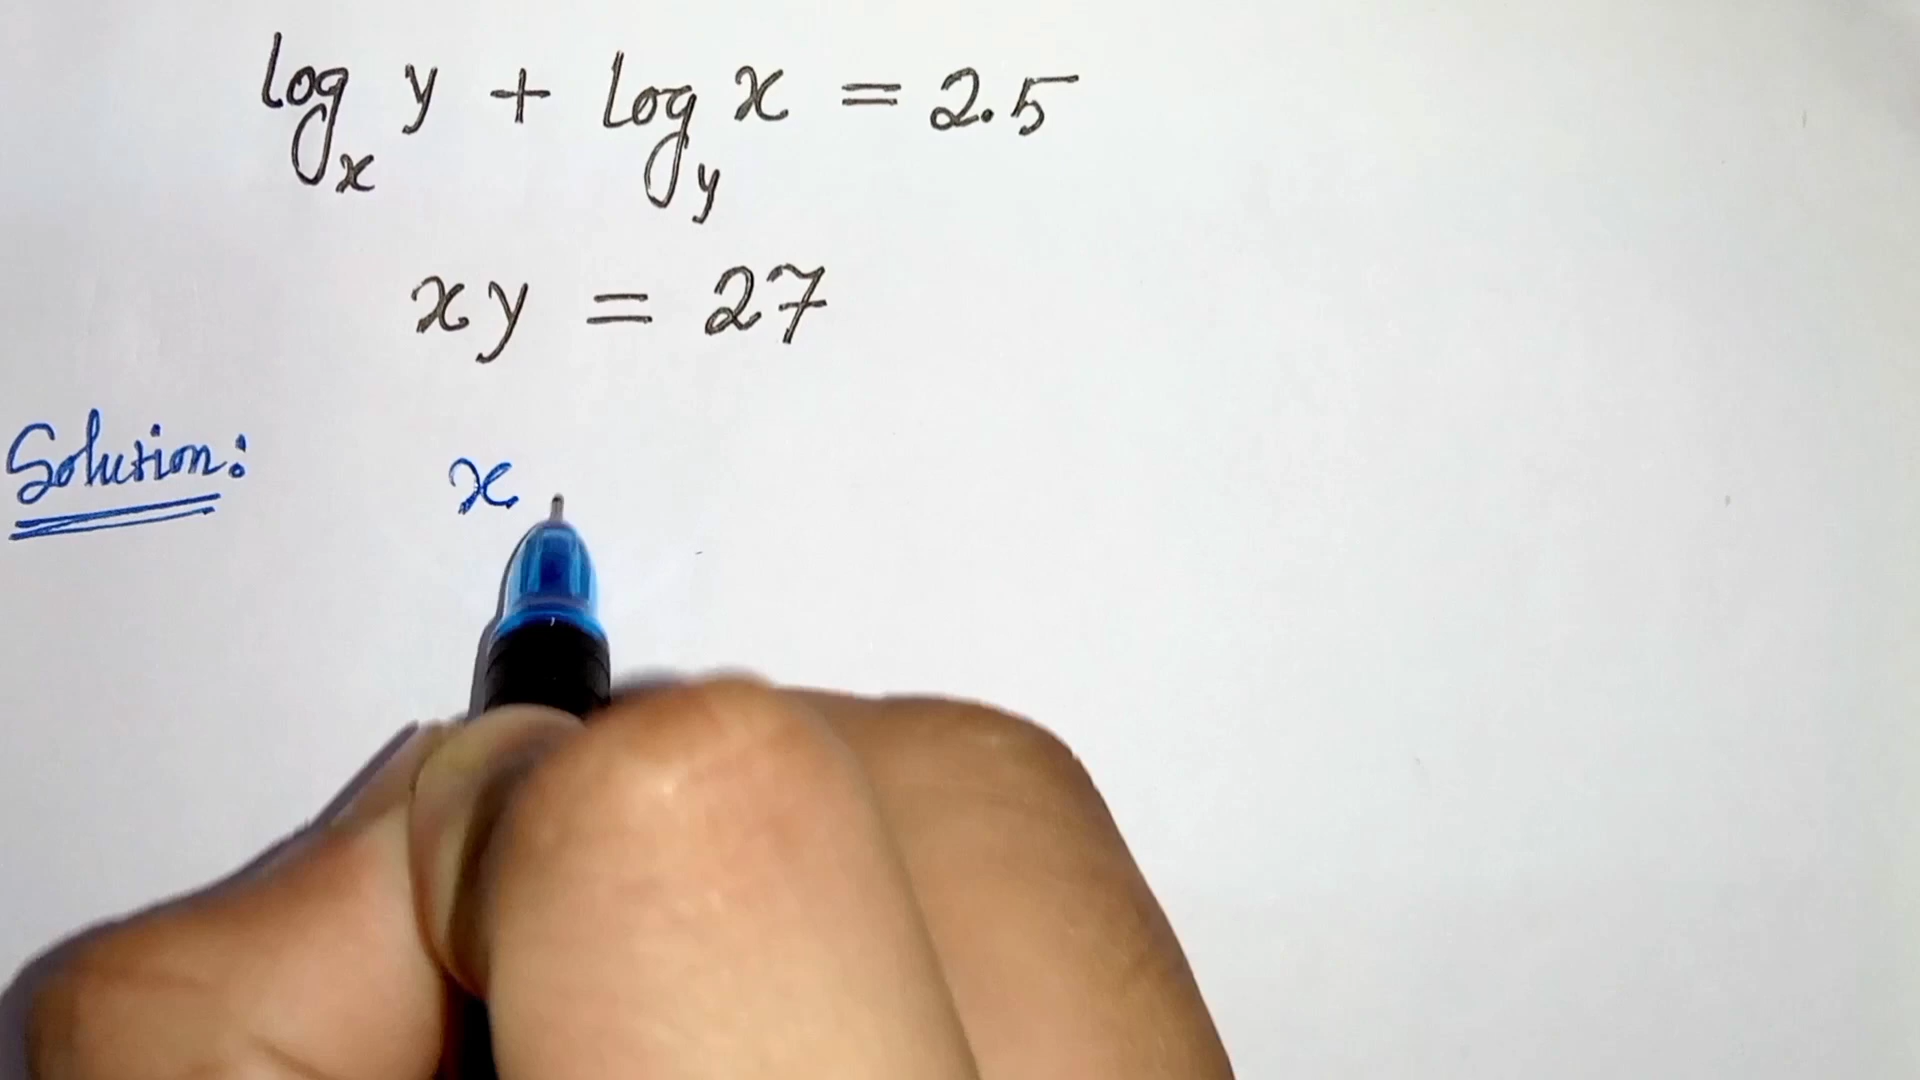 log_x y + log_y x = 2.5
xy = 27
Solution: x